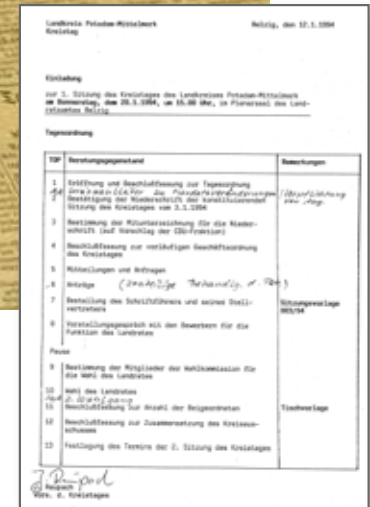 Landkreis Potsdam-Mittelmark Belzig, den 12.1.1994
Kreistag
Einladung
zur 1. Sitzung des Kreistages des Landkreises Potsdam-Mittelmark
am Donnerstag, dem 20.1.1994, um 15.00 Uhr, im Plenarsaal des Land-
ratsamtes Belzig
Tagesordnung
TOP Beratungsgegenstand Bemerkungen
1 Eröffnung und Beschlußfassung zur Tagesordnung
2 Bestätigung der Niederschrift der konstituierenden
Sitzung des Kreistages vom 3.1.1994
3 Bestimmung der Mitunterzeichnung für die Nieder-
schrift (auf Vorschlag der CDU-Fraktion)
4 Beschlußfassung zur vorläufigen Geschäftsordnung
des Kreistages
5 Mitteilungen und Anfragen
6 Anträge
7 Bestellung des Schriftführers und seines Stell- Sitzungsvorlage
vertreters 003/94
8 Vorstellungsgespräch mit den Bewerbern für die
Funktion des Landrates
Pause
9 Bestimmung der Mitglieder der Wahlkommission für
die Wahl des Landrates
10 Wahl des Landrates
11 Beschlußfassung zur Anzahl der Beigeordneten Tischvorlage
12 Beschlußfassung zur Zusammensetzung des Kreisaus-
schusses
13 Festlegung des Termins der 2. Sitzung des Kreistages
Vors. d. Kreistages